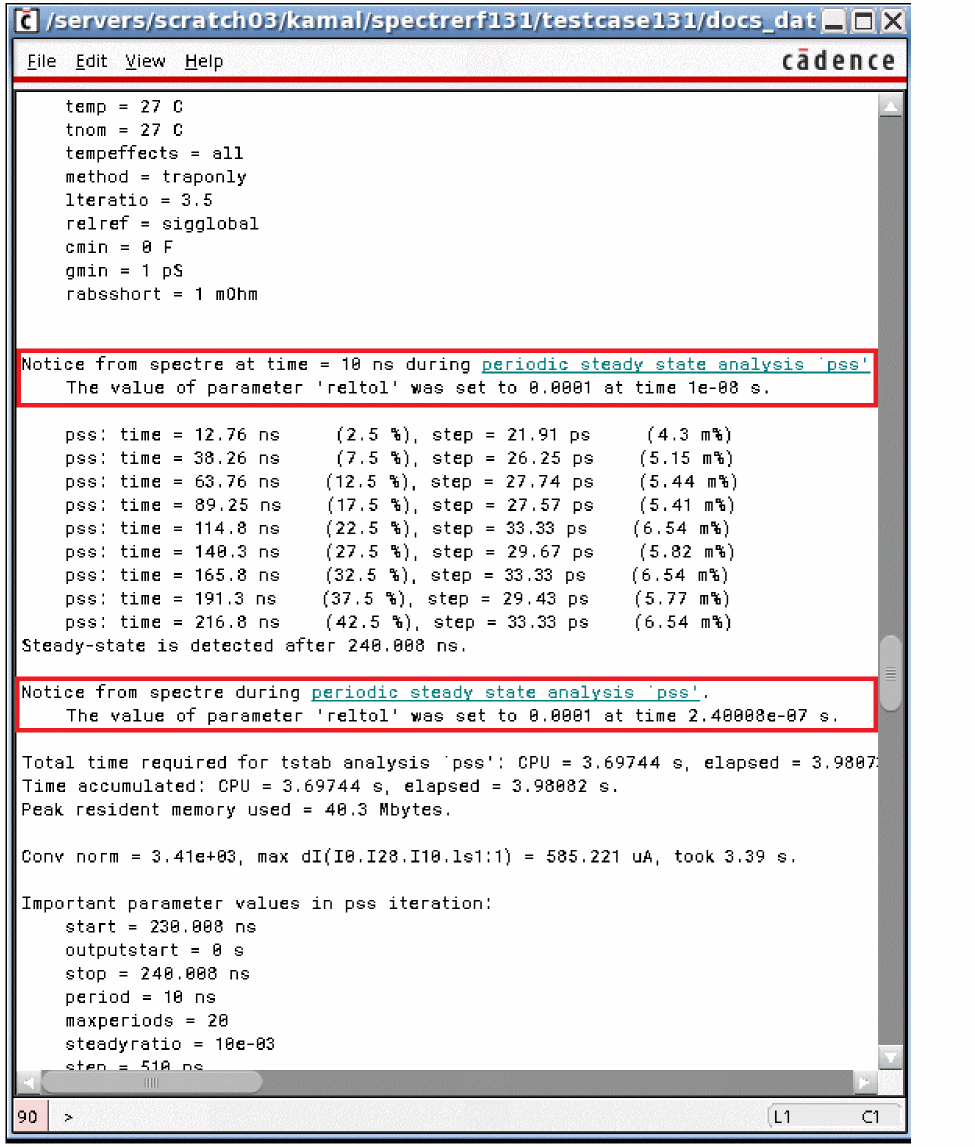 /servers/scratch03/kamal/spectrerf131/testcase131/docs_dat
File Edit View Help
cādence
temp = 27 C
tnom = 27 C
tempeffects = all
method = traponly
lteratio = 3.5
relref = sigglobal
cmin = 0 F
gmin = 1 pS
rabsshort = 1 mOhm
Notice from spectre at time = 10 ns during periodic steady state analysis `pss'
The value of parameter 'reltol' was set to 0.0001 at time 1e-08 s.
pss: time = 12.76 ns (2.5 %), step = 21.91 ps (4.3 m%)
pss: time = 38.26 ns (7.5 %), step = 26.25 ps (5.15 m%)
pss: time = 63.76 ns (12.5 %), step = 27.74 ps (5.44 m%)
pss: time = 89.25 ns (17.5 %), step = 27.57 ps (5.41 m%)
pss: time = 114.8 ns (22.5 %), step = 33.33 ps (6.54 m%)
pss: time = 140.3 ns (27.5 %), step = 29.67 ps (5.82 m%)
pss: time = 165.8 ns (32.5 %), step = 33.33 ps (6.54 m%)
pss: time = 191.3 ns (37.5 %), step = 29.43 ps (5.77 m%)
pss: time = 216.8 ns (42.5 %), step = 33.33 ps (6.54 m%)
Steady-state is detected after 240.008 ns.
Notice from spectre during periodic steady state analysis `pss'.
The value of parameter 'reltol' was set to 0.0001 at time 2.40008e-07 s.
Total time required for tstab analysis `pss': CPU = 3.69744 s, elapsed = 3.9807
Time accumulated: CPU = 3.69744 s, elapsed = 3.98082 s.
Peak resident memory used = 40.3 Mbytes.
Conv norm = 3.41e+03, max dI(I0.I28.I10.ls1:1) = 585.221 uA, took 3.39 s.
Important parameter values in pss iteration:
start = 230.008 ns
outputstart = 0 s
stop = 240.008 ns
period = 10 ns
maxperiods = 20
steadyratio = 10e-03
step = 510 ps
90 > L1 C1